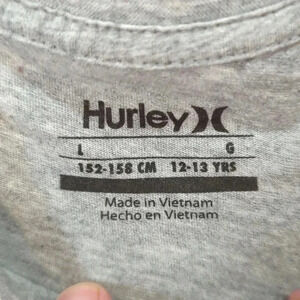 Hurley
L G
152-158 CM 12-13 YRS
Made in Vietnam
Hecho en Vietnam